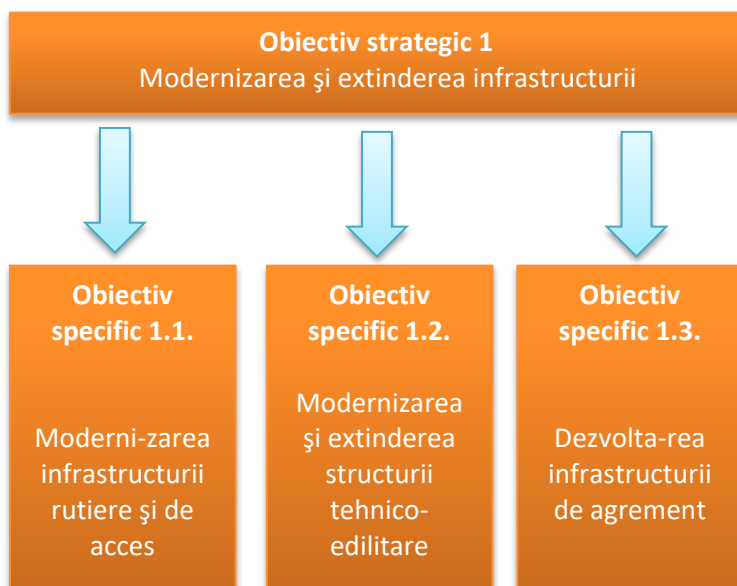 Obiectiv strategic 1
Modernizarea şi extinderea infrastructurii
Obiectiv
specific 1.1.
Moderni-zarea
infrastructurii
rutiere şi de
acces
Obiectiv
specific 1.2.
Modernizarea
şi extinderea
structurii
tehnico-
edilitare
Obiectiv
specific 1.3.
Dezvolta-rea
infrastructurii
de agrement